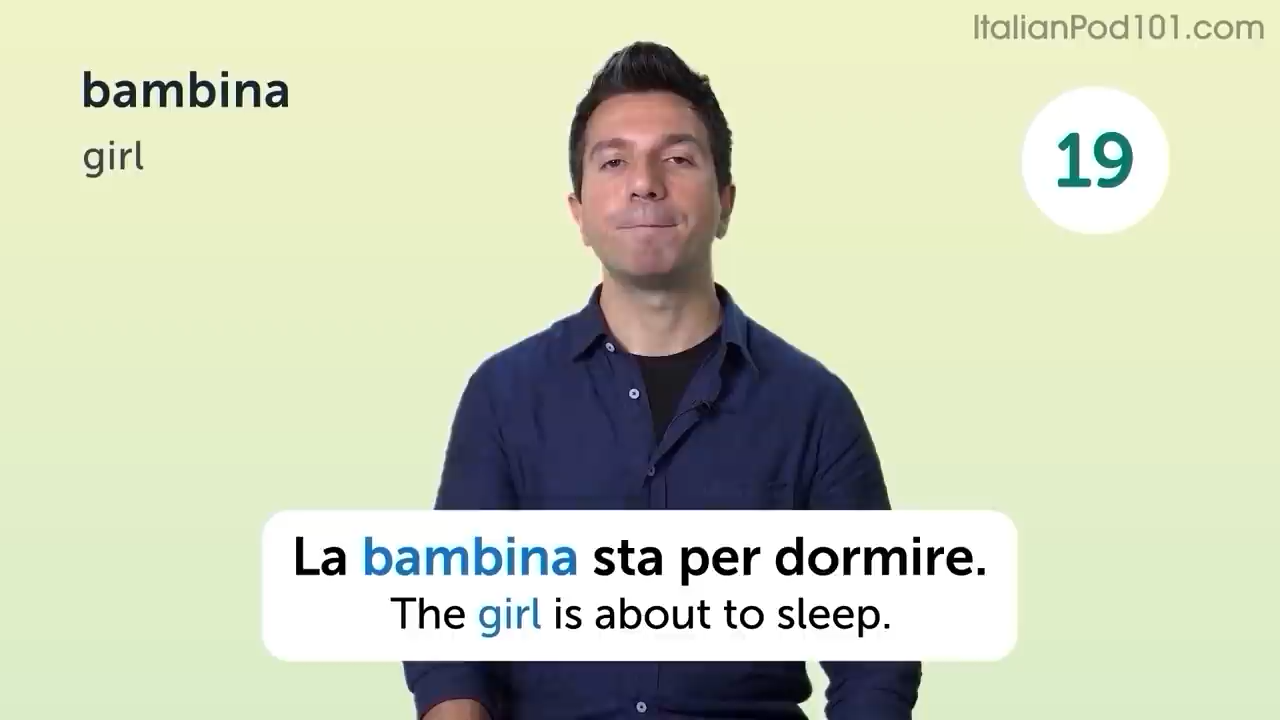 ItalianPod101.com
bambina
girl
19
La bambina sta per dormire.
The girl is about to sleep.